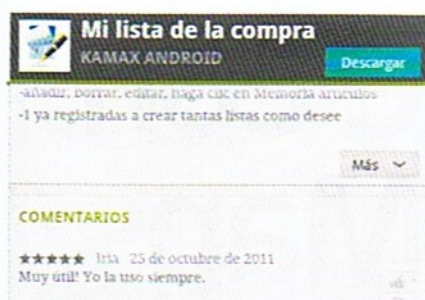 Mi lista de la compra
KAMAX ANDROID
Descargar
-añadir, borrar, editar, haga clic en Memoria artículos
-1 ya registradas a crear tantas listas como desee
Más
COMENTARIOS
★★★★★ Iria 25 de octubre de 2011
Muy útil! Yo la uso siempre.